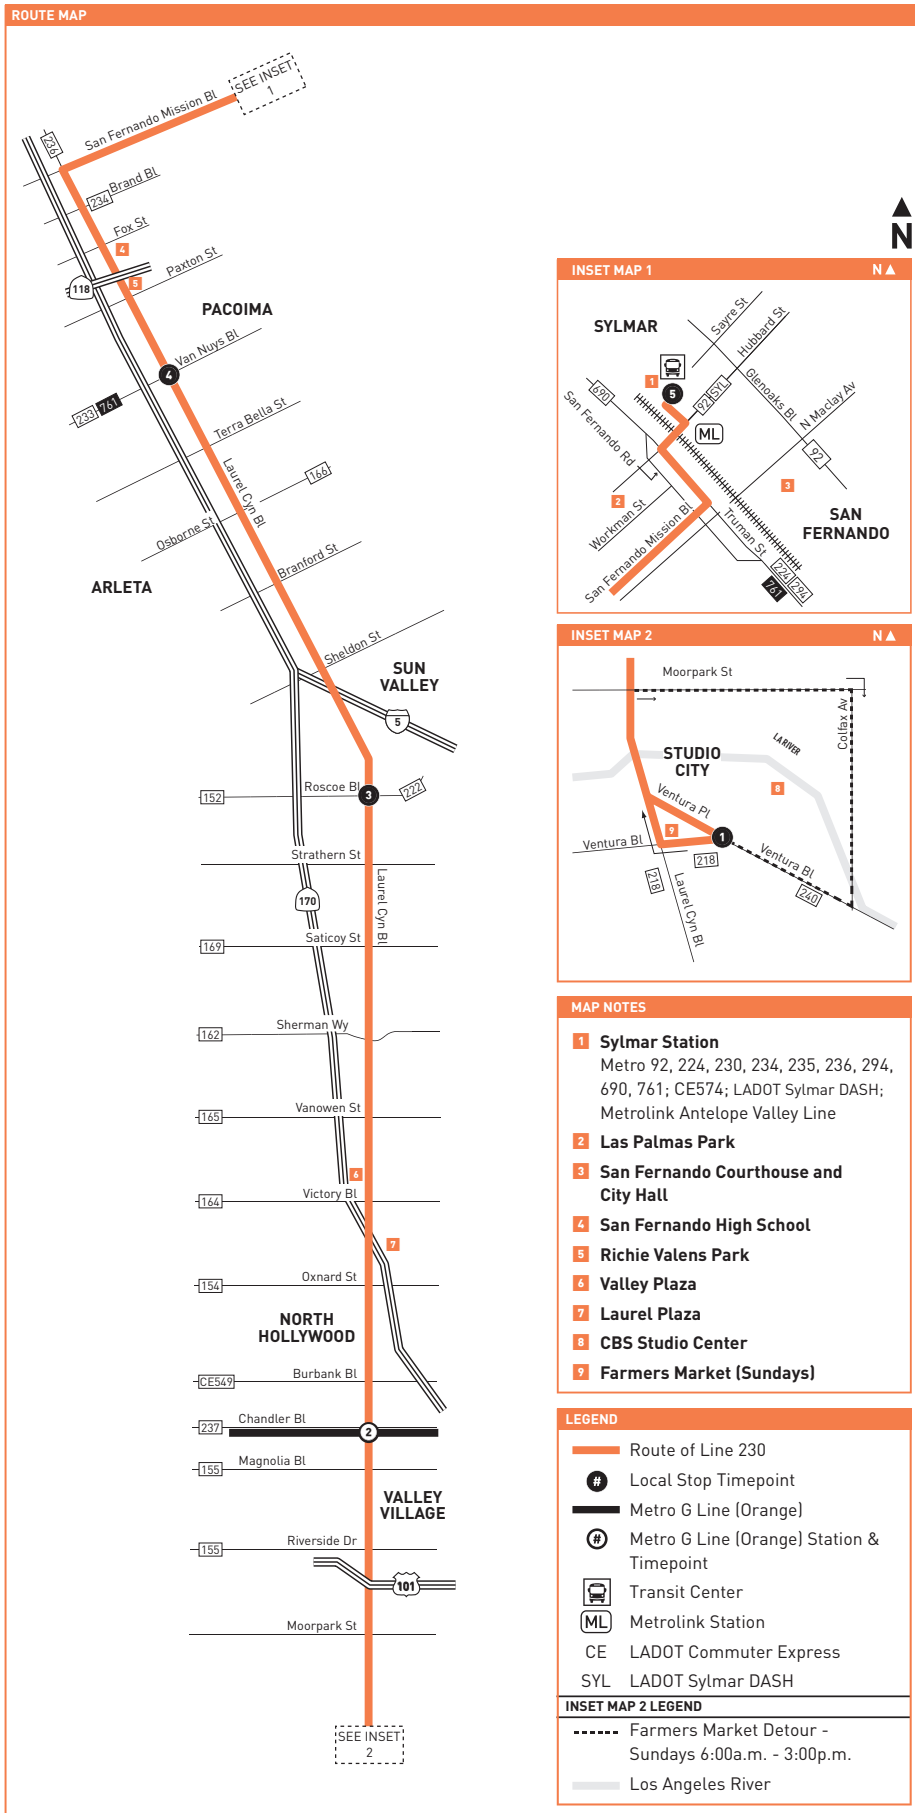 ROUTE MAP
SEE INSET
1
San Fernando Mission Bl
236
Brand Bl
234
Fox St
4
Paxton St
5
118
PACOIMA
Van Nuys Bl
4
233
761
Terra Bella St
Laurel Cyn Bl
166
Osborne St
Branford St
ARLETA
Sheldon St
SUN
VALLEY
5
Roscoe Bl
152
3
222
Strathern St
Laurel Cyn Bl
170
Saticoy St
169
Sherman Wy
162
Vanowen St
165
6
Victory Bl
164
7
Oxnard St
154
NORTH
HOLLYWOOD
Burbank Bl
CE549
Chandler Bl
237
2
Magnolia Bl
155
VALLEY
VILLAGE
Riverside Dr
155
101
Moorpark St
SEE INSET
2
N
INSET MAP 1
N
SYLMAR
Sayre St
Hubbard St
1
5
690
92
SYL
Glenoaks Bl
N Maclay Av
San Fernando Rd
ML
92
2
3
Workman St
Truman St
SAN
FERNANDO
San Fernando Mission Bl
224
294
761
INSET MAP 2
N
Moorpark St
Colfax Av
LA RIVER
STUDIO
CITY
8
Ventura Pl
9
1
Ventura Bl
218
Ventura Bl
218
240
Laurel Cyn Bl
MAP NOTES
1 Sylmar Station
Metro 92, 224, 230, 234, 235, 236, 294,
690, 761; CE574; LADOT Sylmar DASH;
Metrolink Antelope Valley Line
2 Las Palmas Park
3 San Fernando Courthouse and
City Hall
4 San Fernando High School
5 Richie Valens Park
6 Valley Plaza
7 Laurel Plaza
8 CBS Studio Center
9 Farmers Market (Sundays)
LEGEND
Route of Line 230
# Local Stop Timepoint
Metro G Line (Orange)
# Metro G Line (Orange) Station &
Timepoint
Transit Center
ML Metrolink Station
CE LADOT Commuter Express
SYL LADOT Sylmar DASH
INSET MAP 2 LEGEND
Farmers Market Detour -
Sundays 6:00a.m. - 3:00p.m.
Los Angeles River